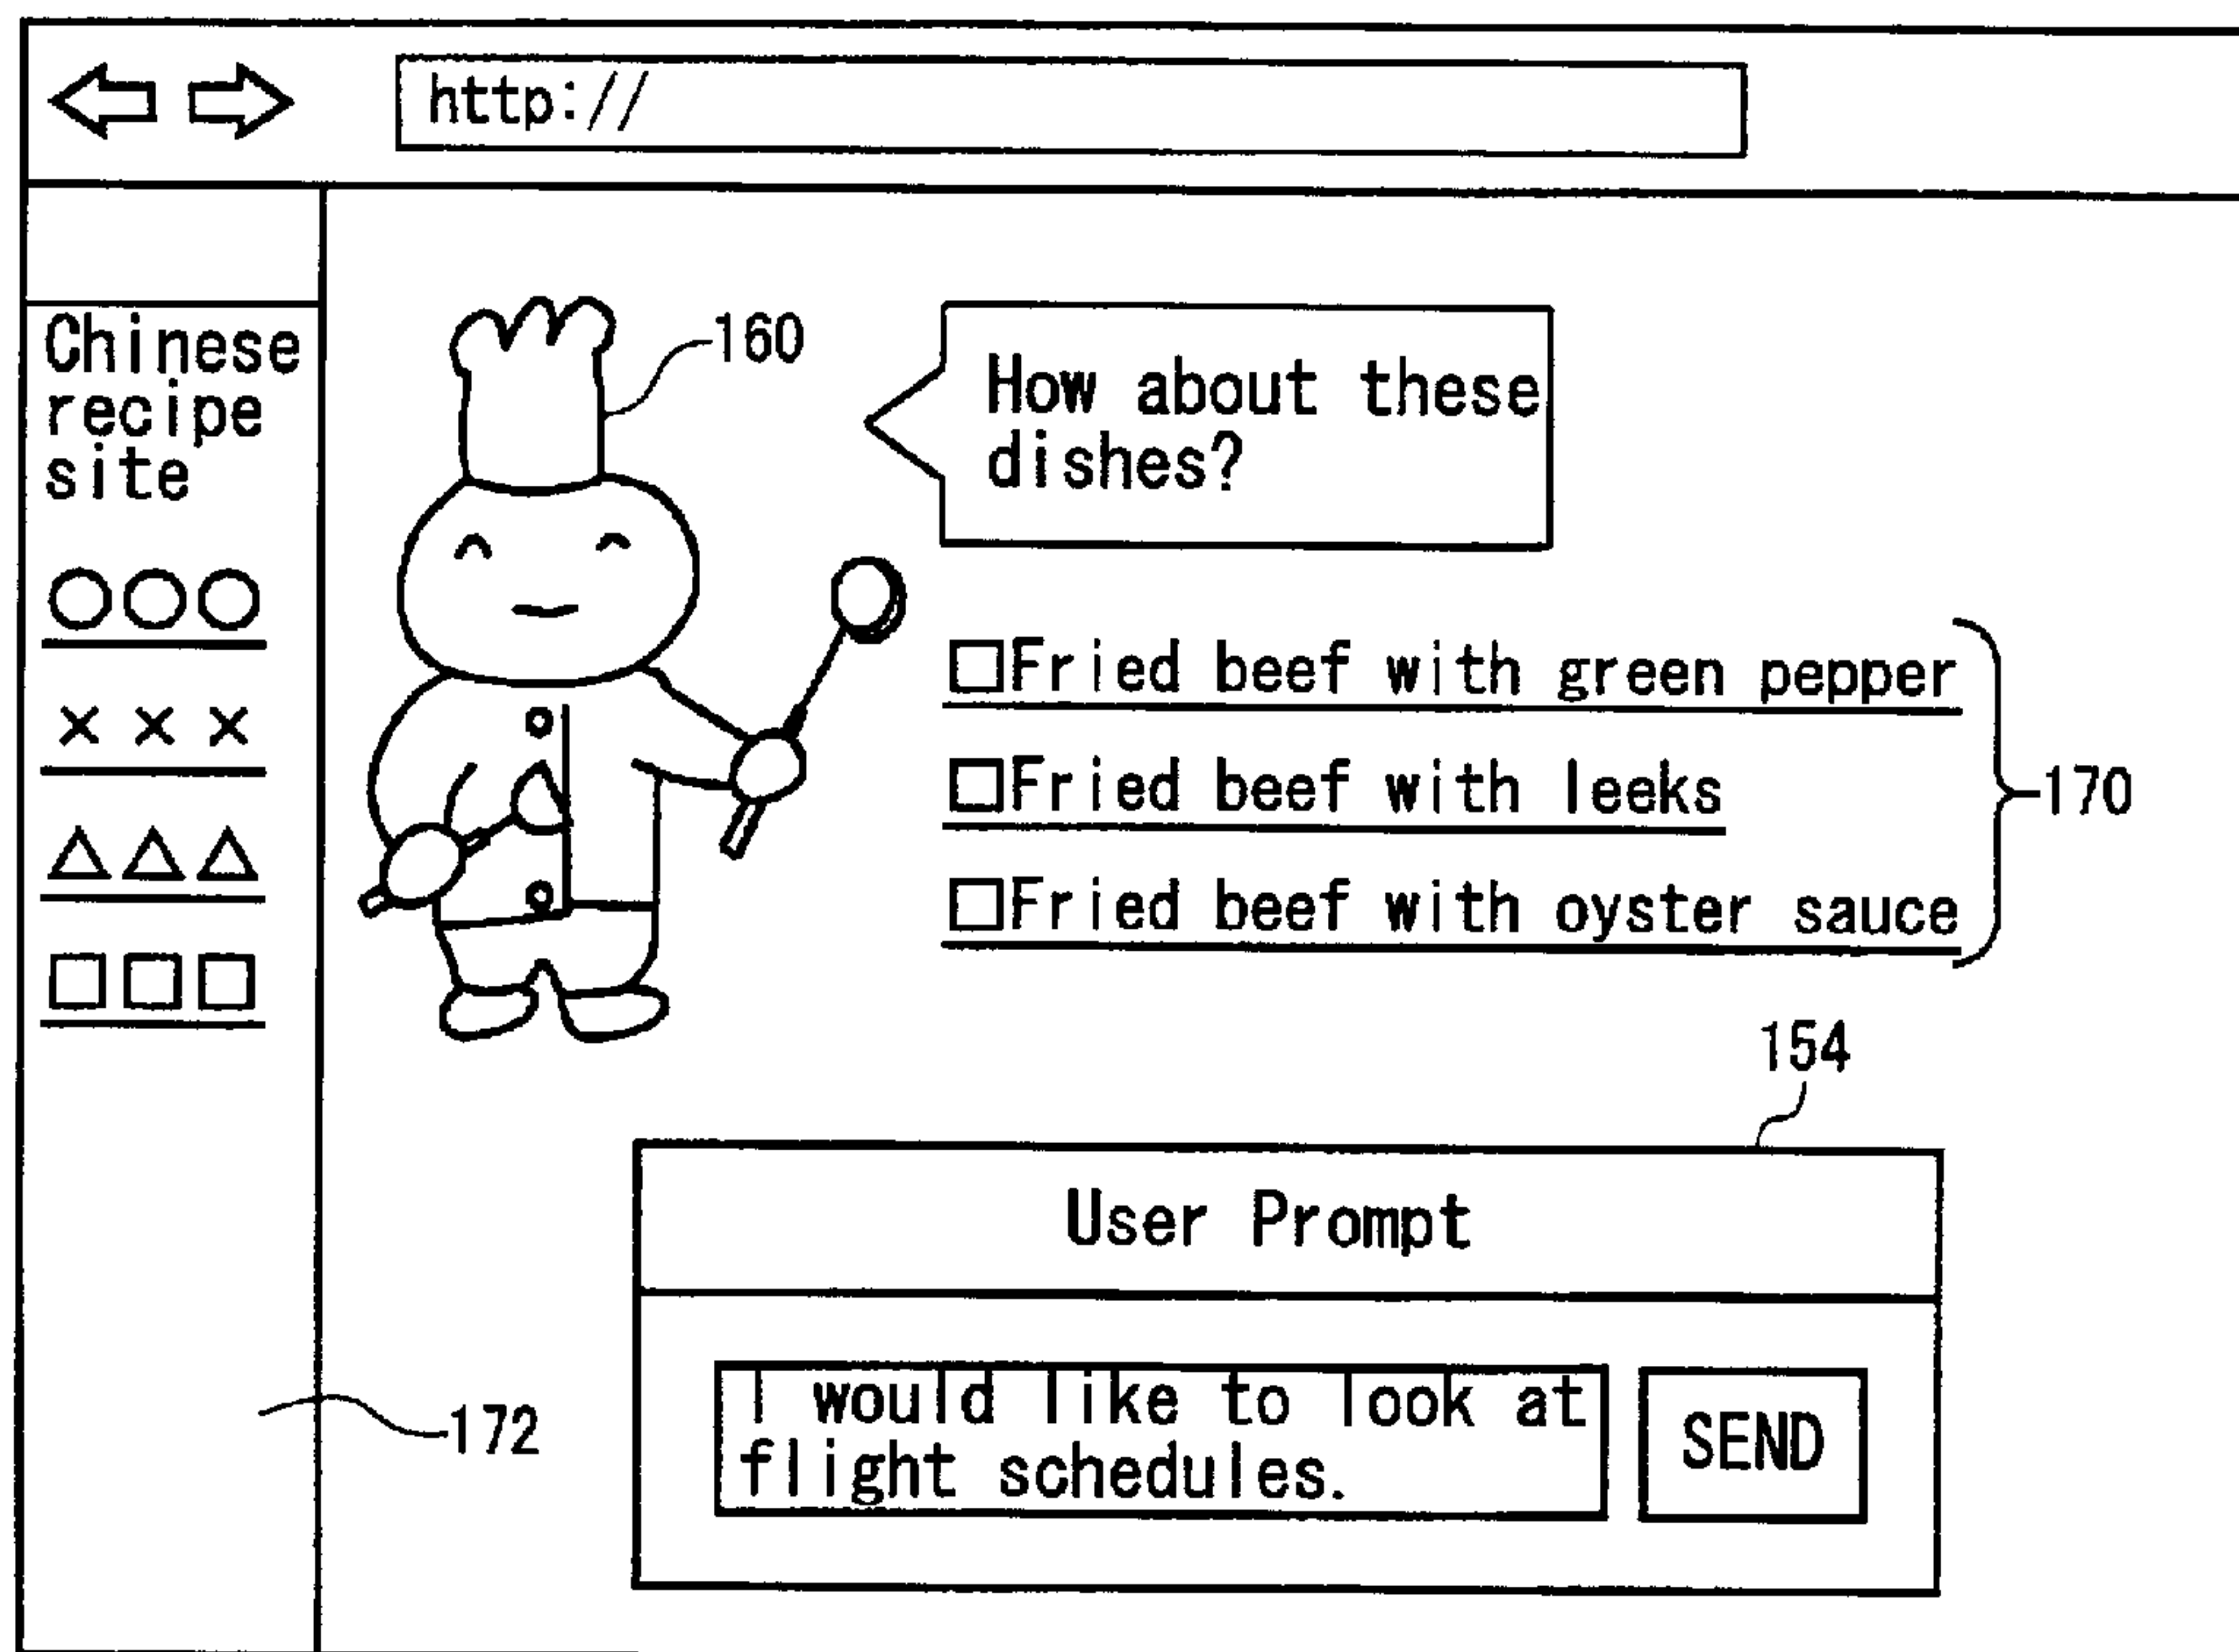 http://
Chinese
recipe
site
○○○
×××
△△△
□□□
160
How about these
dishes?
□Fried beef with green pepper
□Fried beef with leeks
□Fried beef with oyster sauce
170
154
User Prompt
I would like to look at
flight schedules.
SEND
172